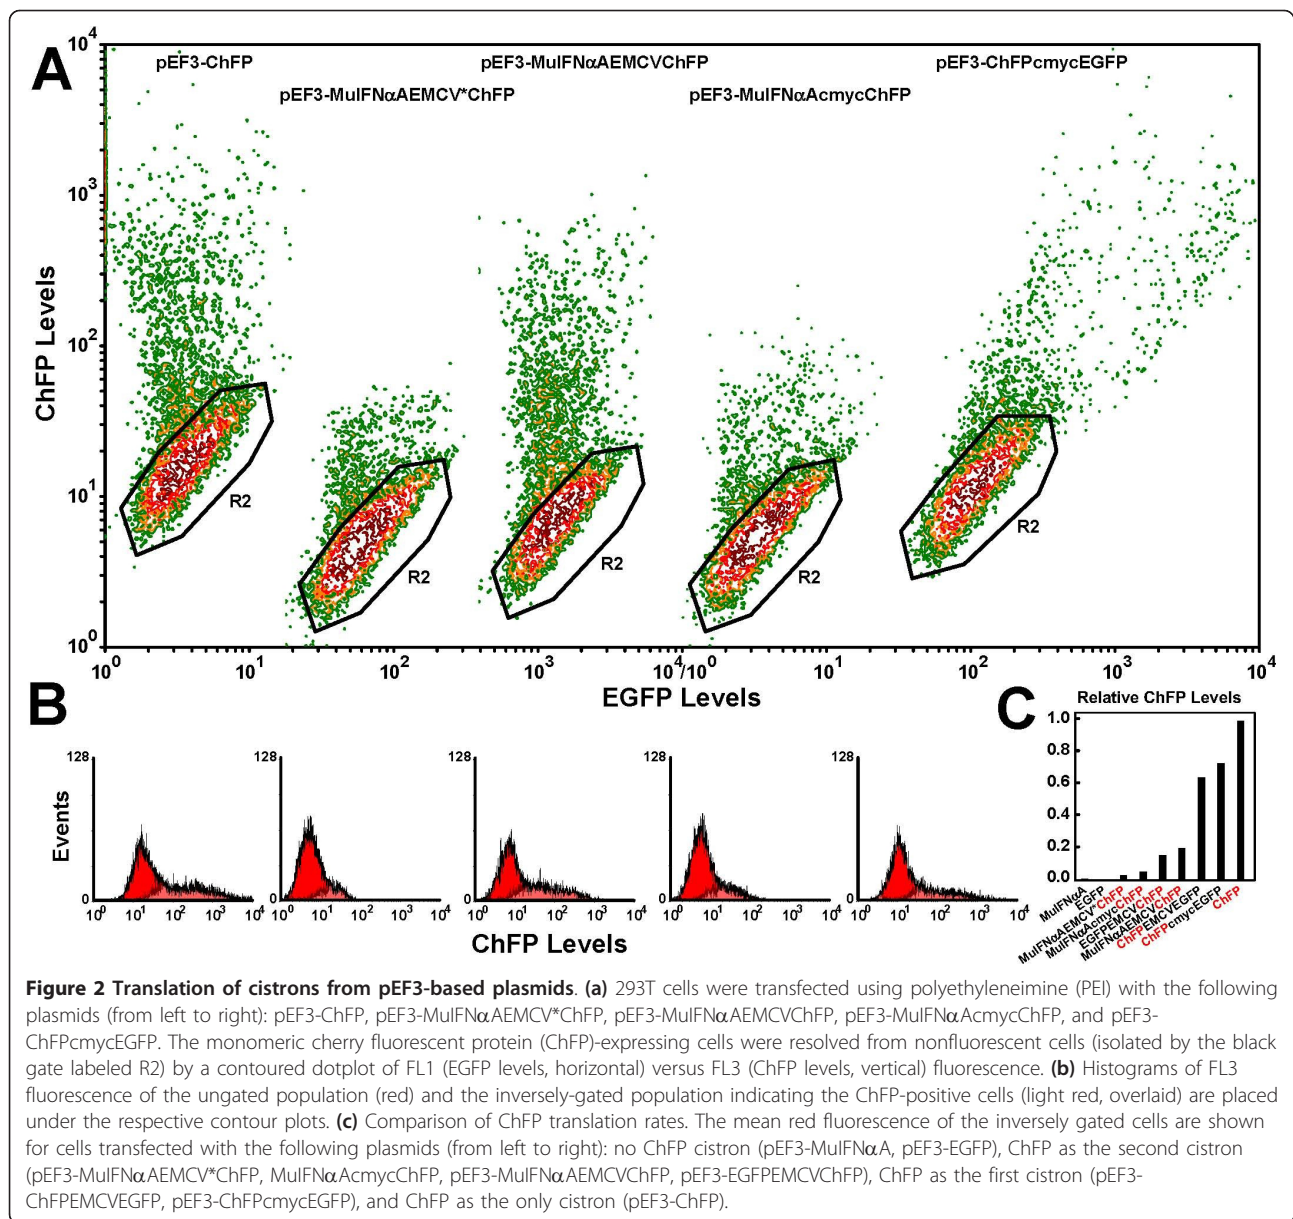 A
pEF3-ChFP
pEF3-MuIFNαAEMCVChFP
pEF3-ChFPcmycEGFP
pEF3-MuIFNαAEMCV*ChFP
pEF3-MuIFNαAcmycChFP
ChFP Levels
10^4
10^3
10^2
10^1
10^0
R2
R2
R2
R2
R2
10^0
10^1
10^2
10^3
10^4/10^0
10^1
10^2
10^3
10^4
EGFP Levels
B
Events
128
0
10^0 10^1 10^2 10^3 10^4
128
0
10^0 10^1 10^2 10^3 10^4
128
0
10^0 10^1 10^2 10^3 10^4
128
0
10^0 10^1 10^2 10^3 10^4
128
0
10^0 10^1 10^2 10^3 10^4
ChFP Levels
C
Relative ChFP Levels
1.0
0.8
0.6
0.4
0.2
0.0
MuIFNαA
EGFP
MuIFNαAEMCV*ChFP
MuIFNαAcmycChFP
EGFPEMCVChFP
MuIFNαAEMCVChFP
ChFPEMCVEGFP
ChFPcmycEGFP
ChFP
Figure 2 Translation of cistrons from pEF3-based plasmids. (a) 293T cells were transfected using polyethyleneimine (PEI) with the following
plasmids (from left to right): pEF3-ChFP, pEF3-MuIFNαAEMCV*ChFP, pEF3-MuIFNαAEMCVChFP, pEF3-MuIFNαAcmycChFP, and pEF3-
ChFPcmycEGFP. The monomeric cherry fluorescent protein (ChFP)-expressing cells were resolved from nonfluorescent cells (isolated by the black
gate labeled R2) by a contoured dotplot of FL1 (EGFP levels, horizontal) versus FL3 (ChFP levels, vertical) fluorescence. (b) Histograms of FL3
fluorescence of the ungated population (red) and the inversely-gated population indicating the ChFP-positive cells (light red, overlaid) are placed
under the respective contour plots. (c) Comparison of ChFP translation rates. The mean red fluorescence of the inversely gated cells are shown
for cells transfected with the following plasmids (from left to right): no ChFP cistron (pEF3-MuIFNαA, pEF3-EGFP), ChFP as the second cistron
(pEF3-MuIFNαAEMCV*ChFP, MuIFNαAcmycChFP, pEF3-MuIFNαAEMCVChFP, pEF3-EGFPEMCVChFP), ChFP as the first cistron (pEF3-
ChFPEMCVEGFP, pEF3-ChFPcmycEGFP), and ChFP as the only cistron (pEF3-ChFP).